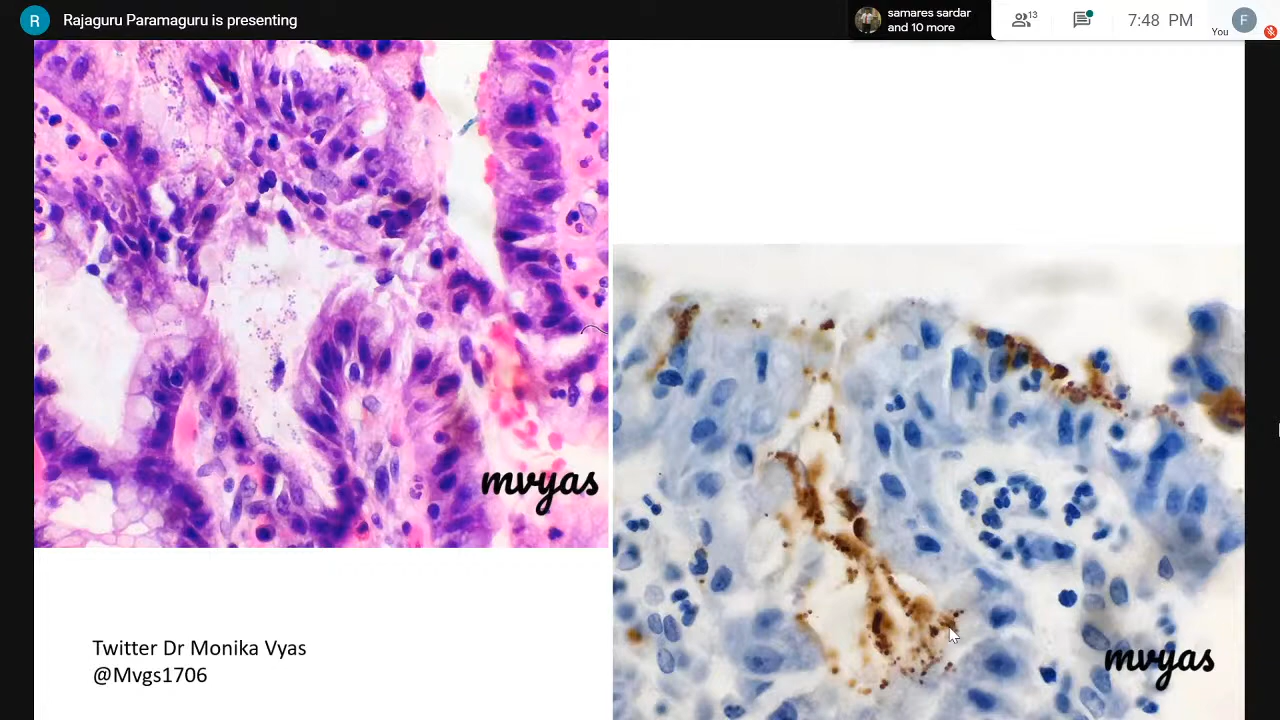 R
Rajaguru Paramaguru is presenting
samares sardar
and 10 more
13
7:48 PM
You
F
mvyas
mvyas
Twitter Dr Monika Vyas
@Mvgs1706